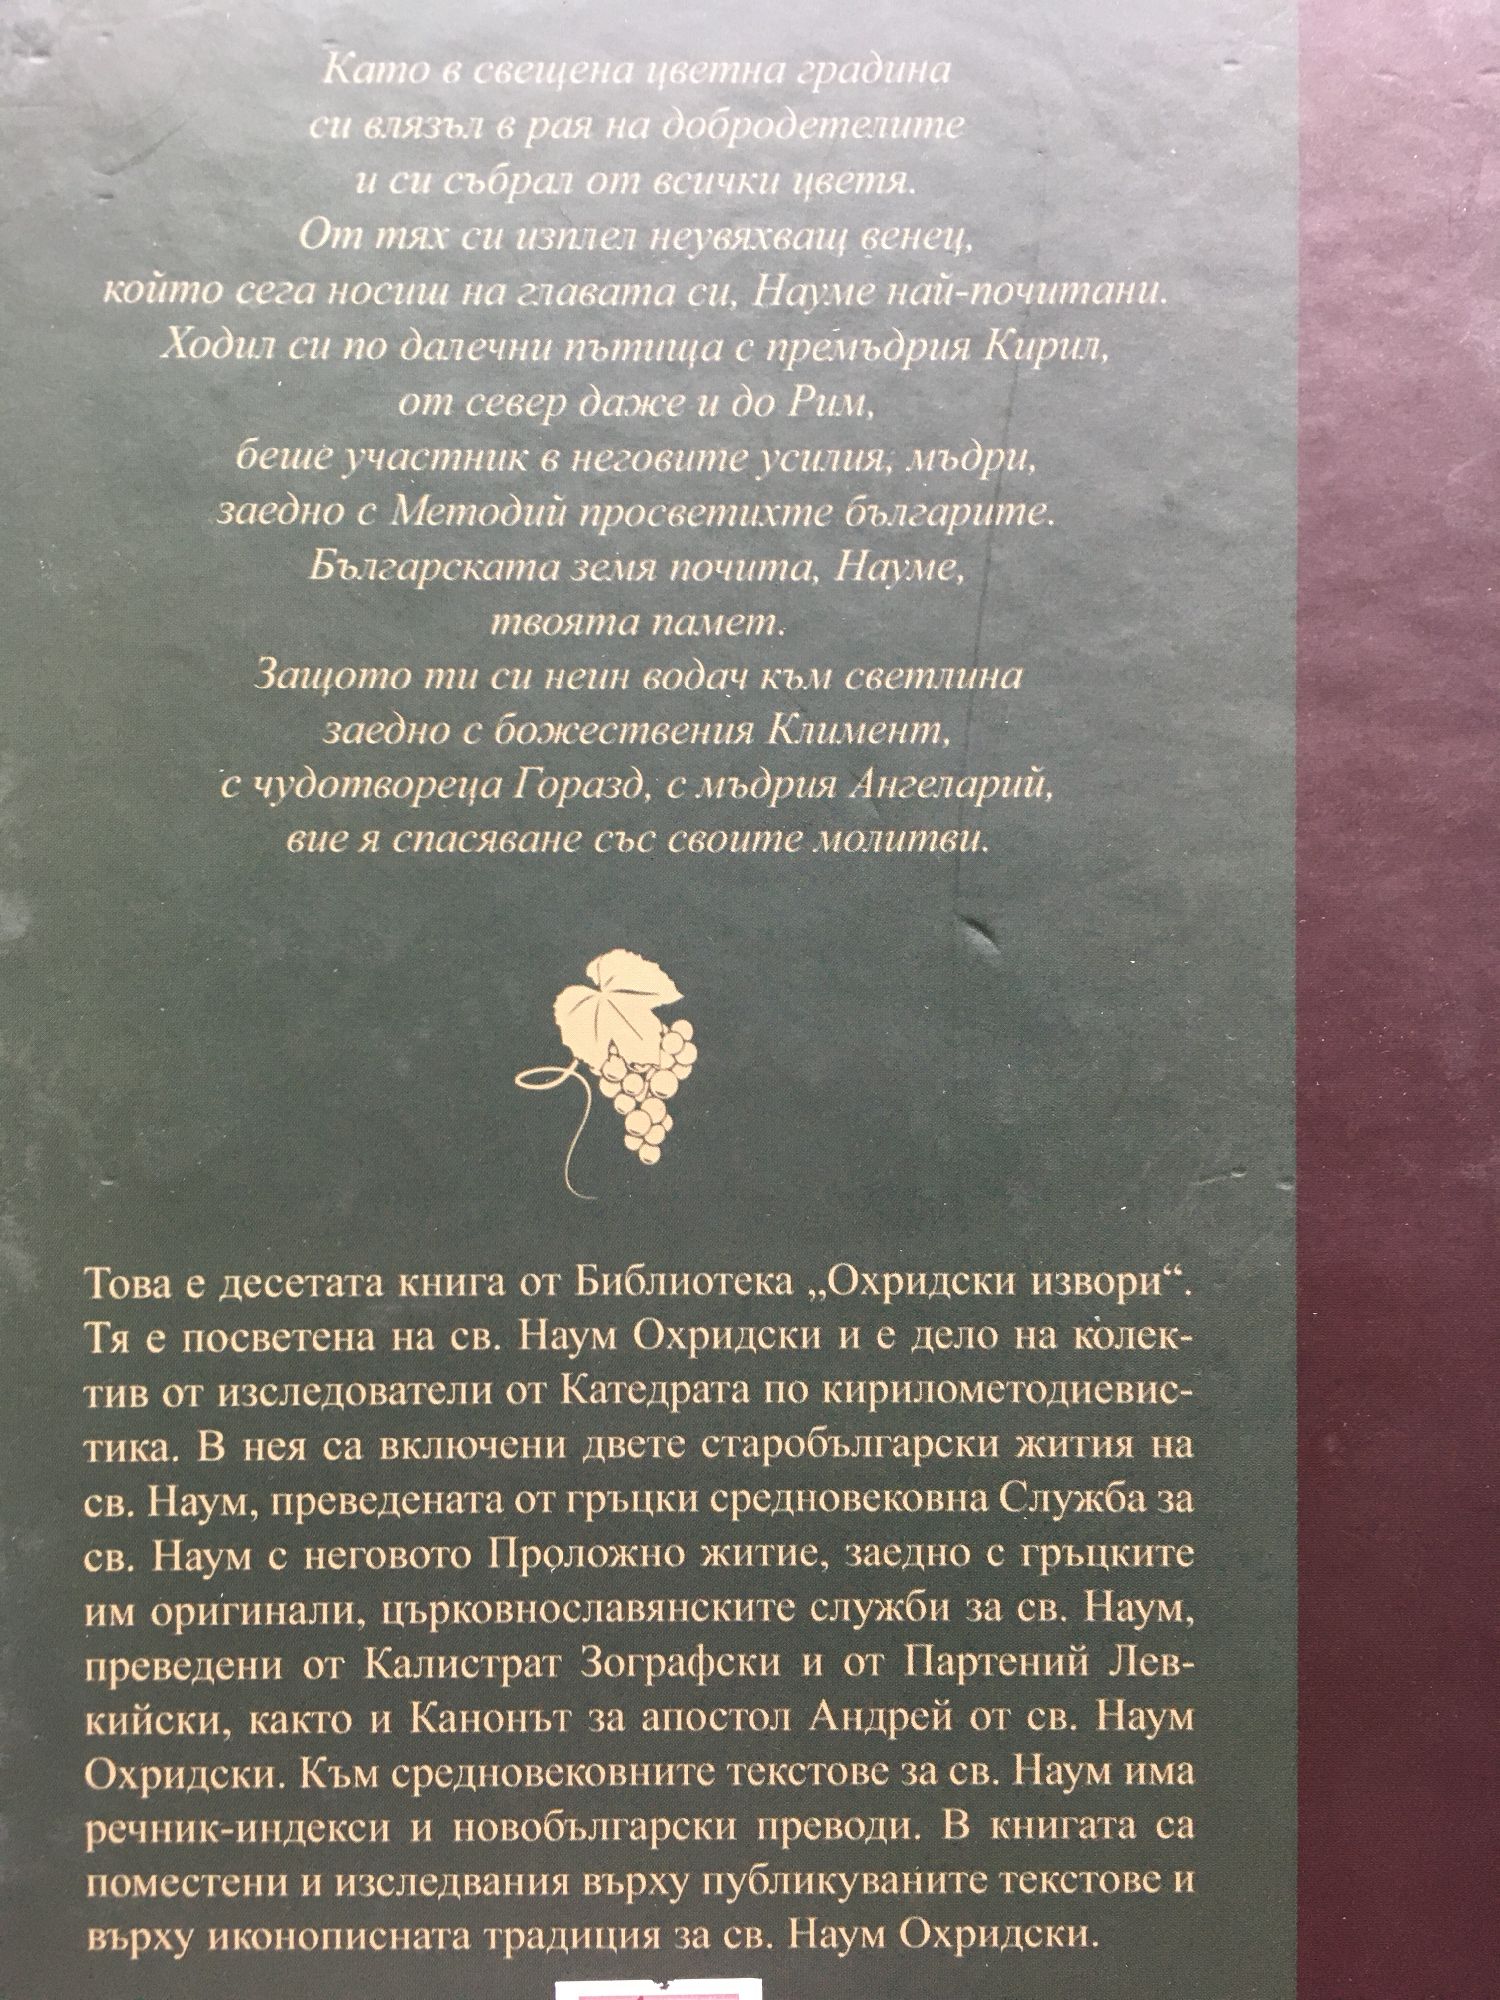 Като в свещена цветна градина
си влязъл в рая на добродетелите
и си събрал от всички цветя.
От тях си изплел неувяхващ венец,
който сега носиш на главата си, Науме най-почитани.
Ходил си по далечни пътища с премъдрия Кирил,
от север даже и до Рим,
беше участник в неговите усилия, мъдри,
заедно с Методий просветихте българите.
Българската земя почита, Науме,
твоята памет.
Защото ти си неин водач към светлина
заедно с божествения Климент,
с чудотвореца Горазд, с мъдрия Ангеларий,
вие я спасяване със своите молитви.
Това е десетата книга от Библиотека „Охридски извори“.
Тя е посветена на св. Наум Охридски и е дело на колек-
тив от изследователи от Катедрата по кирилометодиевис-
тика. В нея са включени двете старобългарски жития на
св. Наум, преведената от гръцки средновековна Служба за
св. Наум с неговото Проложно житие, заедно с гръцките
им оригинали, църковнославянските служби за св. Наум,
преведени от Калистрат Зографски и от Партений Лев-
кийски, както и Канонът за апостол Андрей от св. Наум
Охридски. Към средновековните текстове за св. Наум има
речник-индекси и новобългарски преводи. В книгата са
поместени и изследвания върху публикуваните текстове и
върху иконописната традиция за св. Наум Охридски.